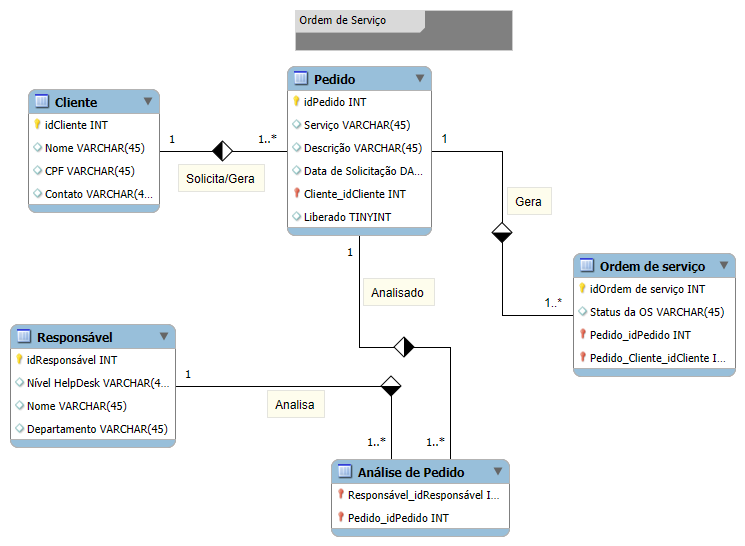 Ordem de Serviço
Pedido
idPedido INT
Serviço VARCHAR(45)
Descrição VARCHAR(45)
Data de Solicitação DA...
Cliente_idCliente INT
Liberado TINYINT
Cliente
idCliente INT
Nome VARCHAR(45)
CPF VARCHAR(45)
Contato VARCHAR(4...
1
1..*
Solicita/Gera
1
Gera
1..*
Ordem de serviço
idOrdem de serviço INT
Status da OS VARCHAR(45)
Pedido_idPedido INT
Pedido_Cliente_idCliente I...
1
Analisado
1..*
Responsável
idResponsável INT
Nível HelpDesk VARCHAR(4...
Nome VARCHAR(45)
Departamento VARCHAR(45)
1
Analisa
1..*
Análise de Pedido
Responsável_idResponsável I...
Pedido_idPedido INT